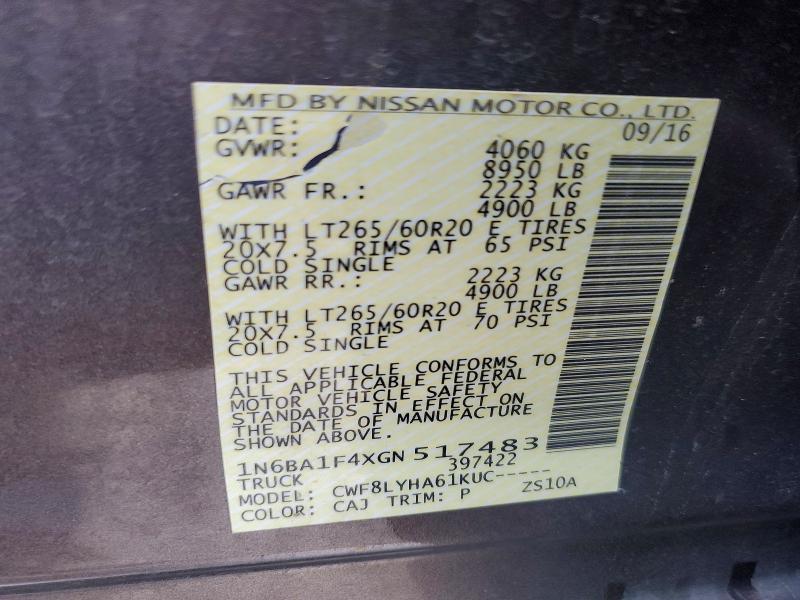 MFD BY NISSAN MOTOR CO., LTD.
DATE: 09/16
GVWR: 4060 KG
8950 LB
GAWR FR.: 2223 KG
4900 LB
WITH LT265/60R20 E TIRES
20X7.5 RIMS AT 65 PSI
COLD SINGLE
GAWR RR.: 2223 KG
4900 LB
WITH LT265/60R20 E TIRES
20X7.5 RIMS AT 70 PSI
COLD SINGLE
THIS VEHICLE CONFORMS TO
ALL APPLICABLE FEDERAL
MOTOR VEHICLE SAFETY
STANDARDS IN EFFECT ON
THE DATE OF MANUFACTURE
SHOWN ABOVE.
1N6BA1F4XGN517483
TRUCK 397422
MODEL: CWF8LYHA61KUC-----
COLOR: CAJ TRIM: P ZS10A